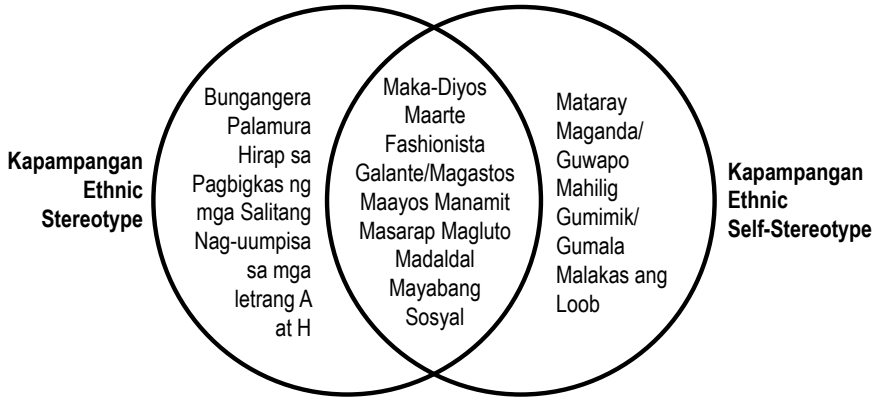 Kapampangan
Ethnic
Stereotype
Bungangera
Palamura
Hirap sa
Pagbigkas ng
mga Salitang
Nag-uumpisa
sa mga
letrang A
at H
Maka-Diyos
Maarte
Fashionista
Galante/Magastos
Maayos Manamit
Masarap Magluto
Madaldal
Mayabang
Sosyal
Mataray
Maganda/
Guwapo
Mahilig
Gumimik/
Gumala
Malakas ang
Loob
Kapampangan
Ethnic
Self-Stereotype